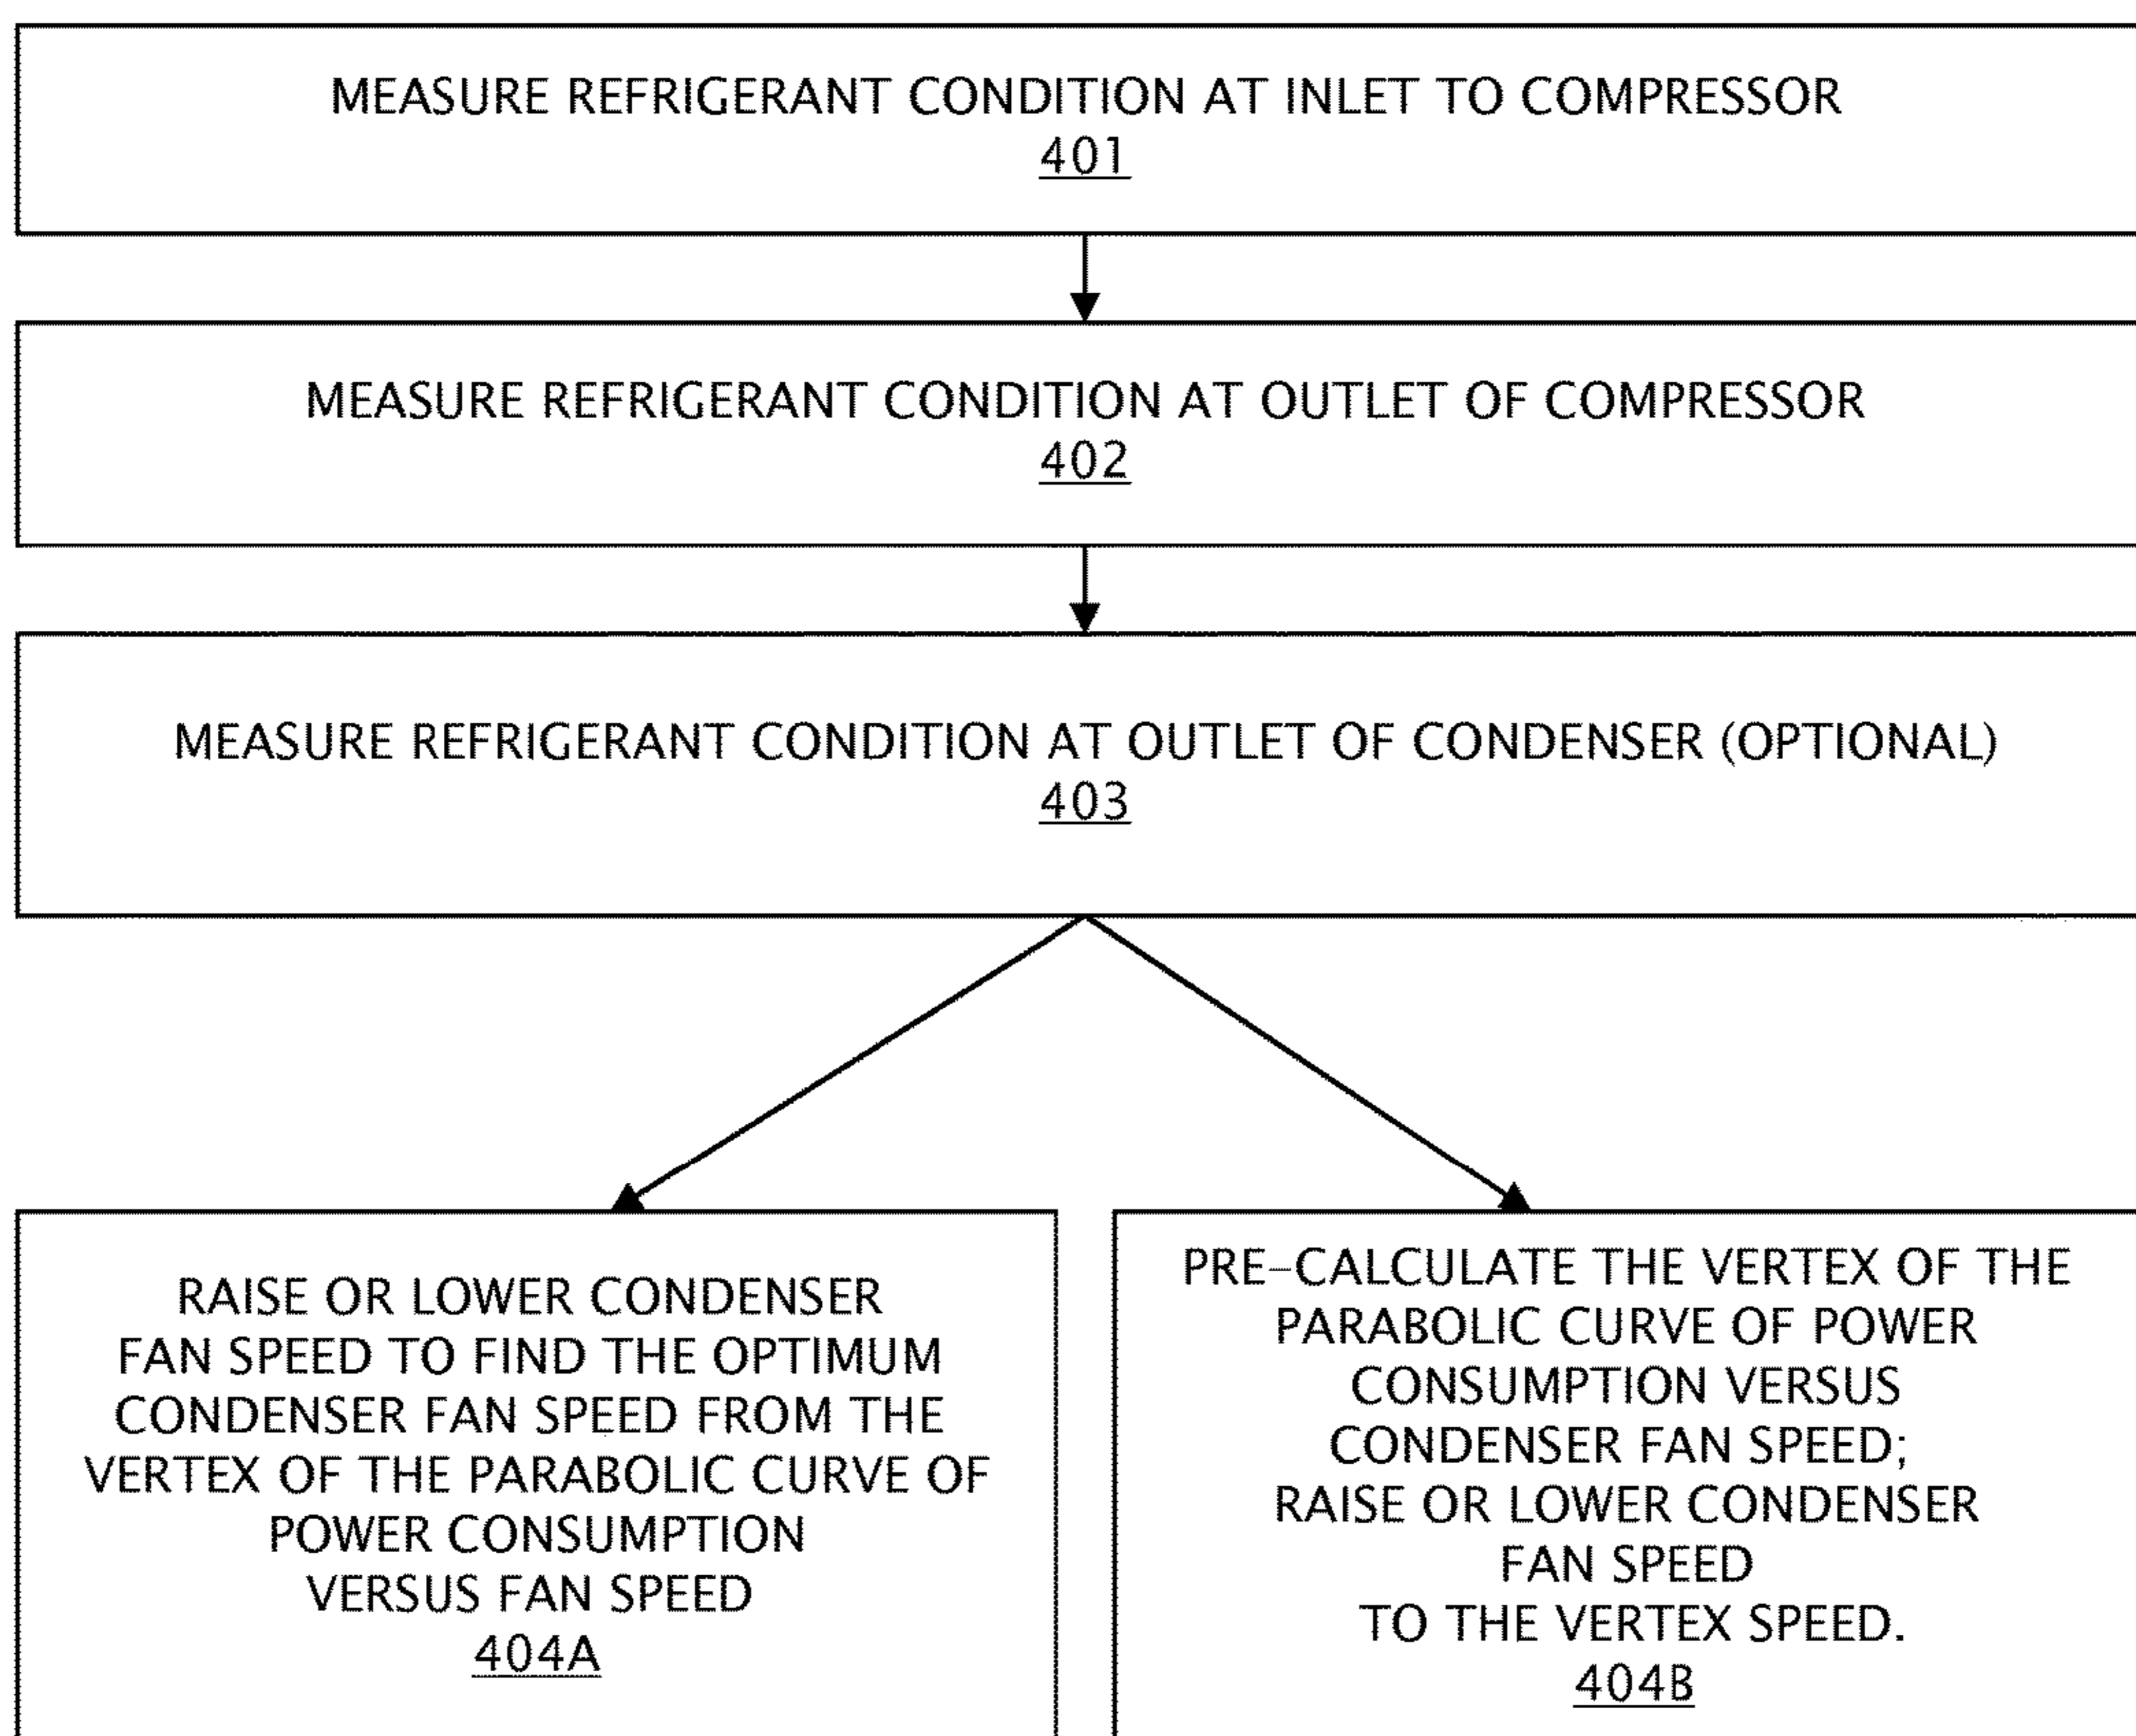 MEASURE REFRIGERANT CONDITION AT INLET TO COMPRESSOR
401
MEASURE REFRIGERANT CONDITION AT OUTLET OF COMPRESSOR
402
MEASURE REFRIGERANT CONDITION AT OUTLET OF CONDENSER (OPTIONAL)
403
RAISE OR LOWER CONDENSER
FAN SPEED TO FIND THE OPTIMUM
CONDENSER FAN SPEED FROM THE
VERTEX OF THE PARABOLIC CURVE OF
POWER CONSUMPTION
VERSUS FAN SPEED
404A
PRE-CALCULATE THE VERTEX OF THE
PARABOLIC CURVE OF POWER
CONSUMPTION VERSUS
CONDENSER FAN SPEED;
RAISE OR LOWER CONDENSER
FAN SPEED
TO THE VERTEX SPEED.
404B